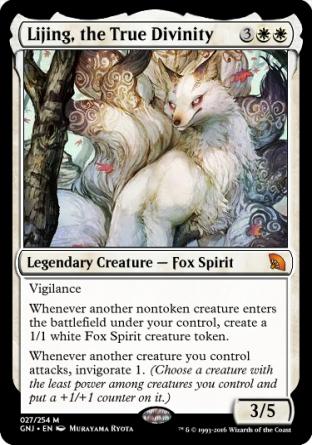 Lijing, the True Divinity 3
Legendary Creature — Fox Spirit
Vigilance
Whenever another nontoken creature enters
the battlefield under your control, create a
1/1 white Fox Spirit creature token.
Whenever another creature you control
attacks, invigorate 1. (Choose a creature with
the least power among creatures you control and
put a +1/+1 counter on it.)
3/5
027/254 M
GNJ • EN MURAYAMA RYOTA
™ & © 1993-2016 Wizards of the Coast